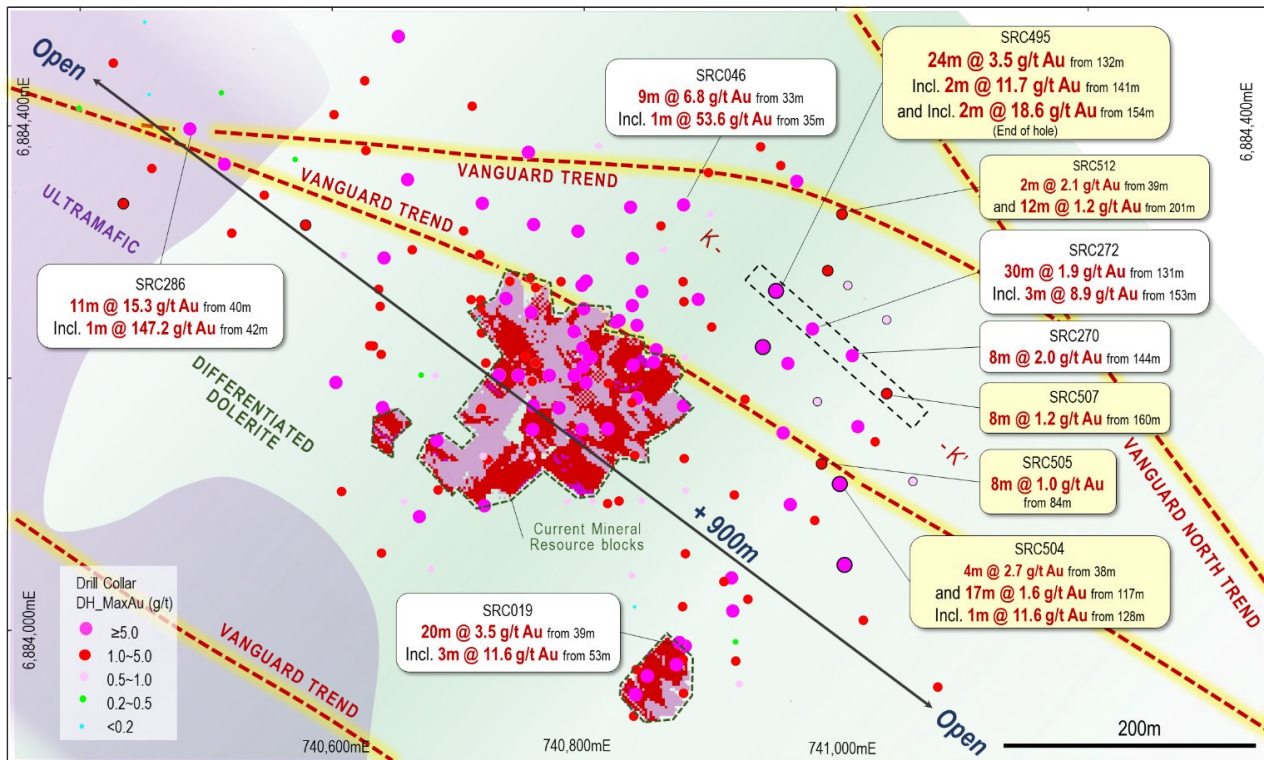 Open
6,884,400mE
ULTRAMAFIC
VANGUARD TREND
VANGUARD TREND
SRC046
9m @ 6.8 g/t Au from 33m
Incl. 1m @ 53.6 g/t Au from 35m
SRC495
24m @ 3.5 g/t Au from 132m
Incl. 2m @ 11.7 g/t Au from 141m
and Incl. 2m @ 18.6 g/t Au from 154m
(End of hole)
6,884,400mE
SRC512
2m @ 2.1 g/t Au from 39m
and 12m @ 1.2 g/t Au from 201m
K-
SRC272
30m @ 1.9 g/t Au from 131m
Incl. 3m @ 8.9 g/t Au from 153m
SRC286
11m @ 15.3 g/t Au from 40m
Incl. 1m @ 147.2 g/t Au from 42m
SRC270
8m @ 2.0 g/t Au from 144m
DIFFERENTIATED
DOLERITE
SRC507
8m @ 1.2 g/t Au from 160m
-K'
SRC505
8m @ 1.0 g/t Au
from 84m
VANGUARD NORTH TREND
Current Mineral
Resource blocks
+ 900m
SRC504
4m @ 2.7 g/t Au from 38m
and 17m @ 1.6 g/t Au from 117m
Incl. 1m @ 11.6 g/t Au from 128m
SRC019
20m @ 3.5 g/t Au from 39m
Incl. 3m @ 11.6 g/t Au from 53m
6,884,000mE
Drill Collar
DH_MaxAu (g/t)
≥5.0
1.0~5.0
0.5~1.0
0.2~0.5
<0.2
VANGUARD TREND
Open
740,600mE
740,800mE
741,000mE
200m